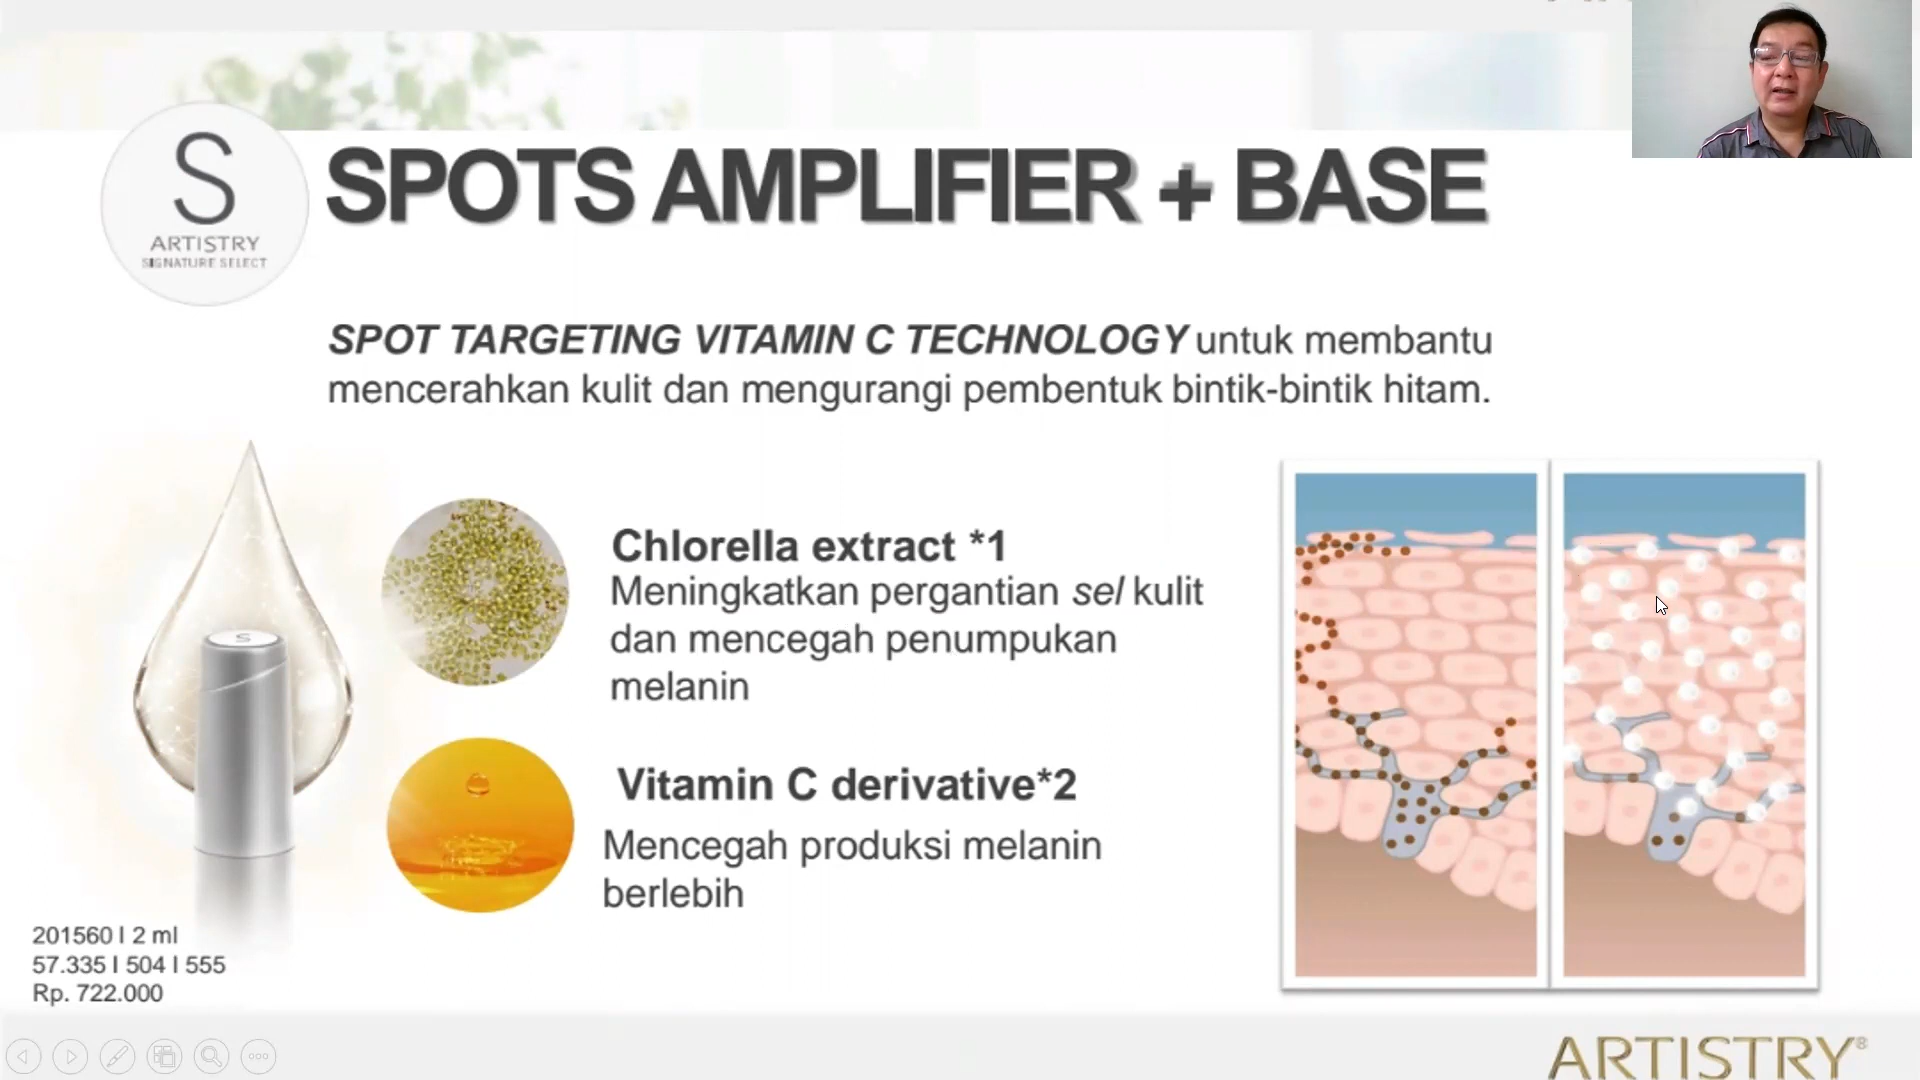 S
ARTISTRY
SIGNATURE SELECT
SPOTS AMPLIFIER + BASE
SPOT TARGETING VITAMIN C TECHNOLOGY untuk membantu
mencerahkan kulit dan mengurangi pembentuk bintik-bintik hitam.
Chlorella extract *1
Meningkatkan pergantian sel kulit
dan mencegah penumpukan
melanin
Vitamin C derivative*2
Mencegah produksi melanin
berlebih
S
201560 l 2 ml
57.335 l 504 l 555
Rp. 722.000
ARTISTRY®